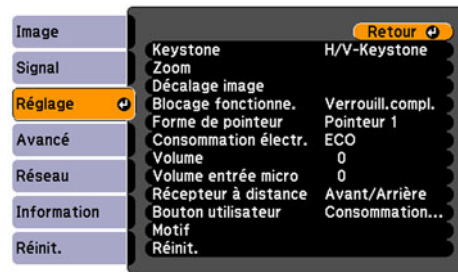 Image
Signal
Réglage
Avancé
Réseau
Information
Réinit.
Retour
Keystone H/V-Keystone
Zoom
Décalage image
Blocage fonctionne. Verrouill.compl.
Forme de pointeur Pointeur 1
Consommation électr. ECO
Volume 0
Volume entrée micro 0
Récepteur à distance Avant/Arrière
Bouton utilisateur Consommation...
Motif
Réinit.